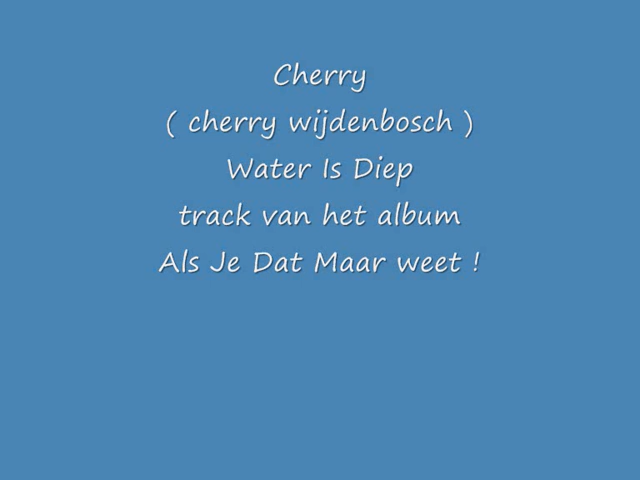 Cherry
( cherry wijdenbosch )
Water Is Diep
track van het album
Als Je Dat Maar weet !